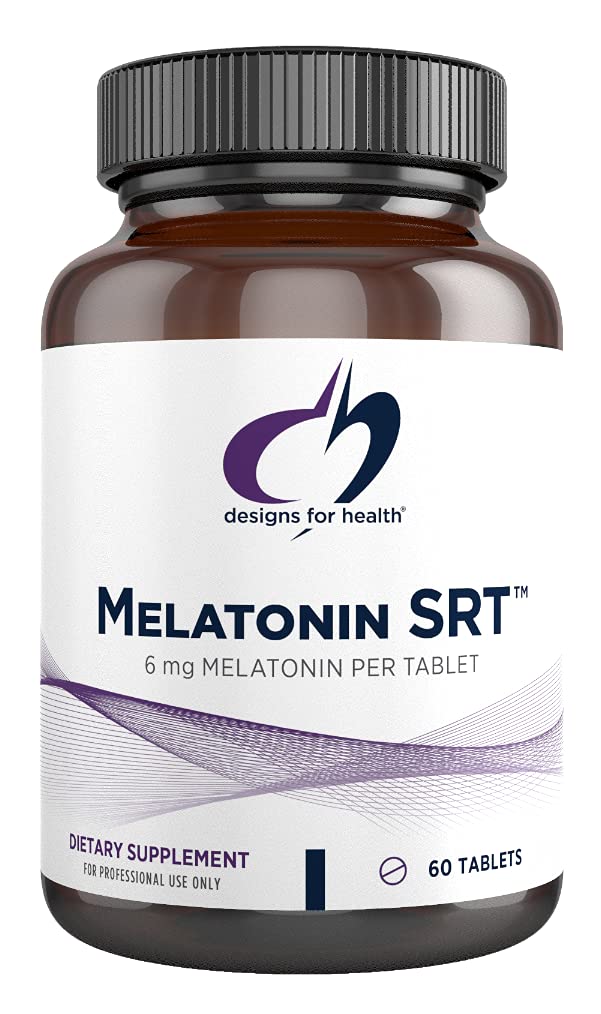 designs for health®
MELATONIN SRT™
6 mg MELATONIN PER TABLET
DIETARY SUPPLEMENT
FOR PROFESSIONAL USE ONLY
60 TABLETS